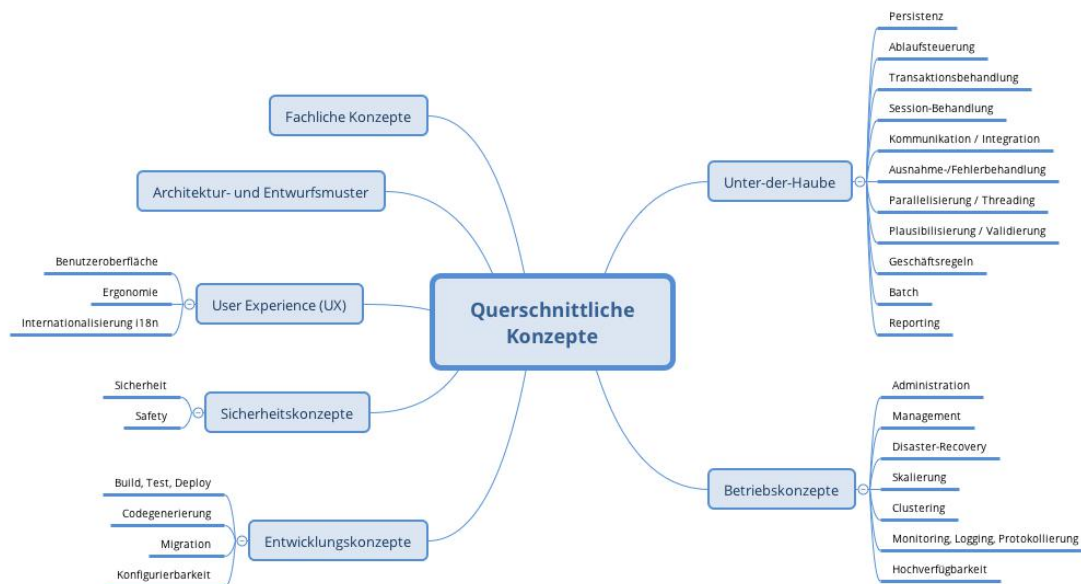 Querschnittliche
Konzepte
Fachliche Konzepte
Architektur- und Entwurfsmuster
User Experience (UX)
Benutzeroberfläche
Ergonomie
Internationalisierung i18n
Sicherheitskonzepte
Sicherheit
Safety
Entwicklungskonzepte
Build, Test, Deploy
Codegenerierung
Migration
Konfigurierbarkeit
Unter-der-Haube
Persistenz
Ablaufsteuerung
Transaktionsbehandlung
Session-Behandlung
Kommunikation / Integration
Ausnahme-/Fehlerbehandlung
Parallelisierung / Threading
Plausibilisierung / Validierung
Geschäftsregeln
Batch
Reporting
Betriebskonzepte
Administration
Management
Disaster-Recovery
Skalierung
Clustering
Monitoring, Logging, Protokollierung
Hochverfügbarkeit